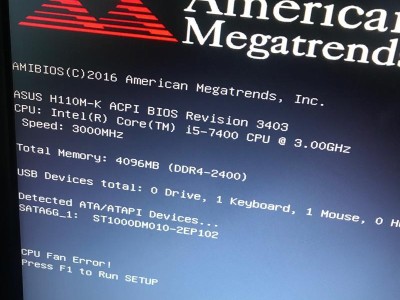 American
Megatrends
AMIBIOS(C)2016 American Megatrends, Inc.
ASUS H110M-K ACPI BIOS Revision 3403
CPU: Intel(R) Core(TM) i5-7400 CPU @ 3.00GHz
Speed: 3000MHz
Total Memory: 4096MB (DDR4-2400)
USB Devices total: 0 Drive, 1 Keyboard, 1 Mouse, 0 H
Detected ATA/ATAPI Devices...
SATA6G_1: ST1000DM010-2EP102
CPU Fan Error!
Press F1 to Run SETUP